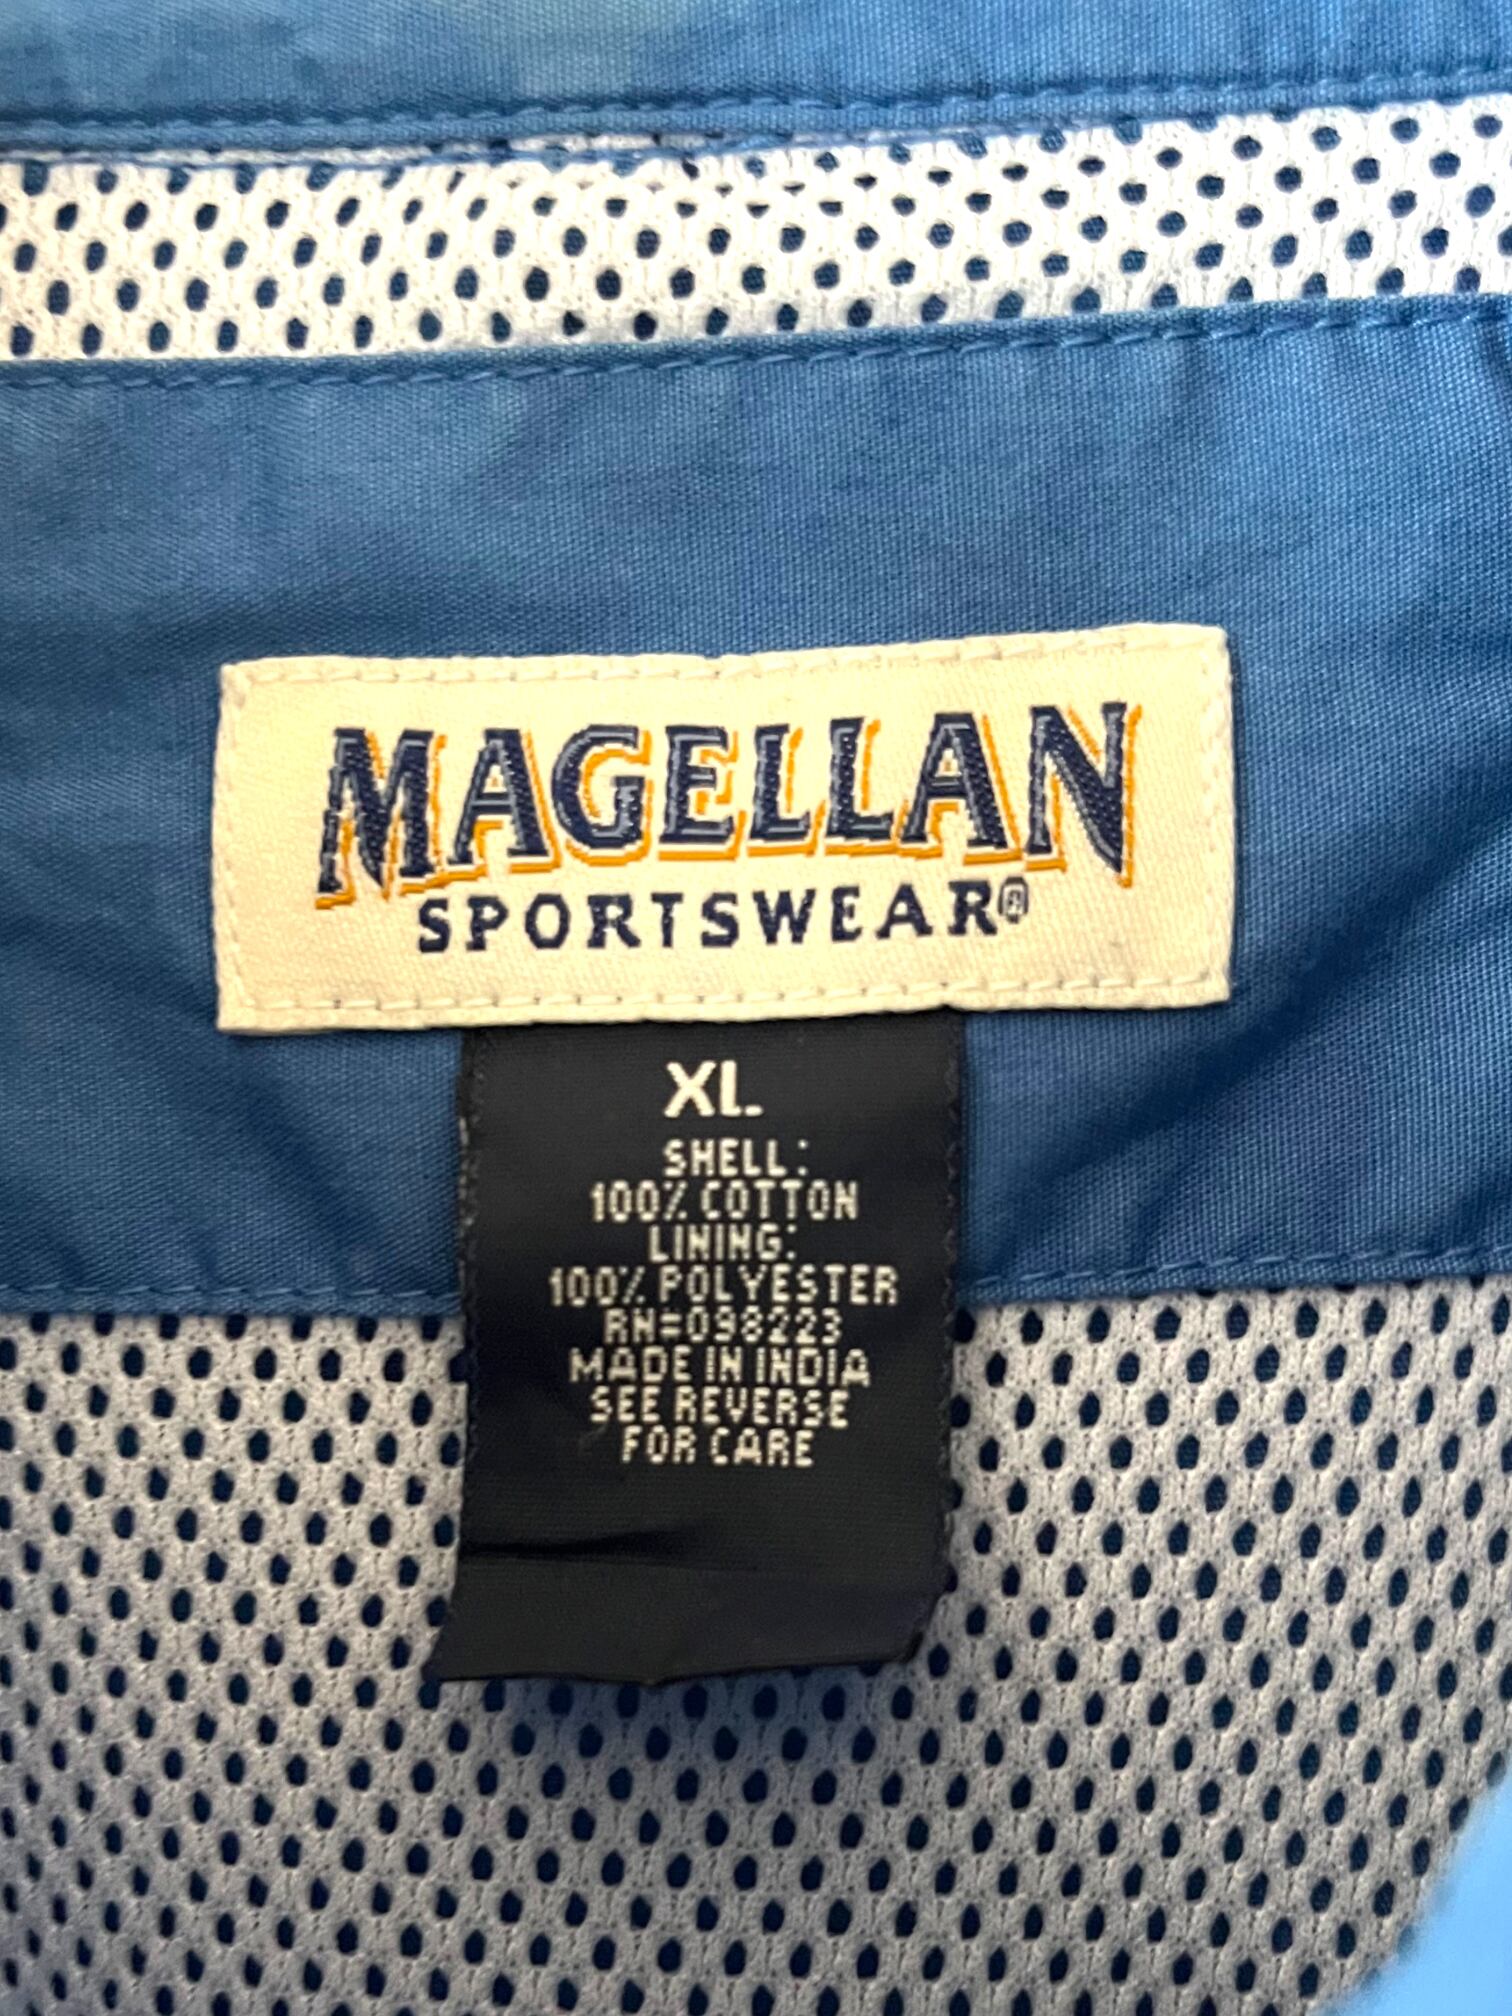 MAGELLAN
SPORTSWEAR®
XL
SHELL:
100% COTTON
LINING:
100% POLYESTER
RN=098223
MADE IN INDIA
SEE REVERSE
FOR CARE